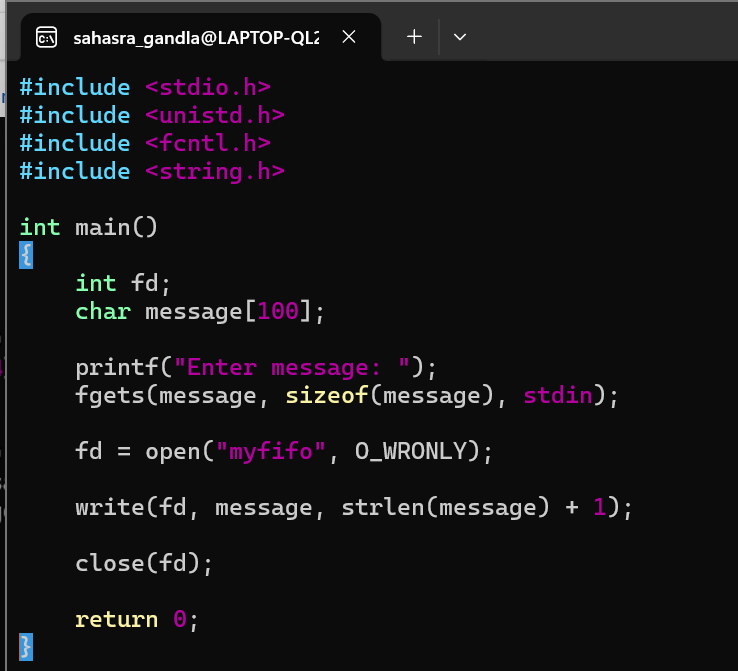 sahasra_gandla@LAPTOP-QL2
#include <stdio.h>
#include <unistd.h>
#include <fcntl.h>
#include <string.h>
int main()
{
    int fd;
    char message[100];
    printf("Enter message: ");
    fgets(message, sizeof(message), stdin);
    fd = open("myfifo", O_WRONLY);
    write(fd, message, strlen(message) + 1);
    close(fd);
    return 0;
}